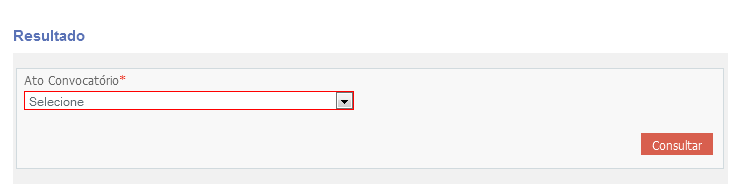 Resultado
Ato Convocatório*
Selecione
Consultar